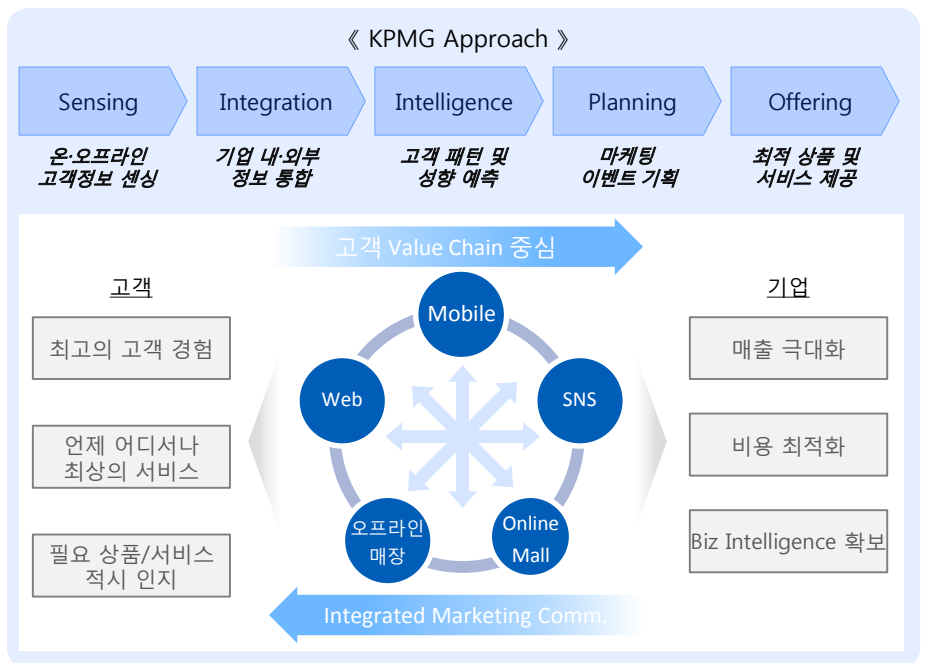 《 KPMG Approach 》
Sensing
Integration
Intelligence
Planning
Offering
온·오프라인
고객정보 센싱
기업 내·외부
정보 통합
고객 패턴 및
성향 예측
마케팅
이벤트 기획
최적 상품 및
서비스 제공
고객 Value Chain 중심
고객
최고의 고객 경험
언제 어디서나
최상의 서비스
필요 상품/서비스
적시 인지
Mobile
Web
SNS
오프라인
매장
Online
Mall
기업
매출 극대화
비용 최적화
Biz Intelligence 확보
Integrated Marketing Comm.